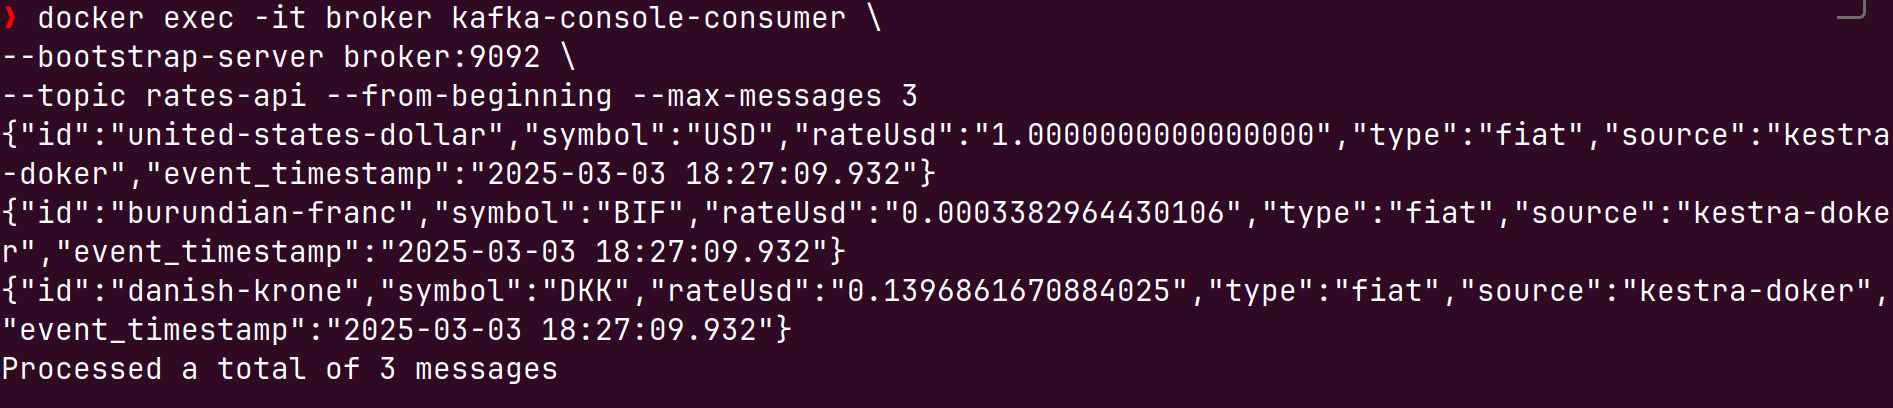 ❯ docker exec -it broker kafka-console-consumer \
--bootstrap-server broker:9092 \
--topic rates-api --from-beginning --max-messages 3
{"id":"united-states-dollar","symbol":"USD","rateUsd":"1.0000000000000000","type":"fiat","source":"kestra
-doker","event_timestamp":"2025-03-03 18:27:09.932"}
{"id":"burundian-franc","symbol":"BIF","rateUsd":"0.0003382964430106","type":"fiat","source":"kestra-doke
r","event_timestamp":"2025-03-03 18:27:09.932"}
{"id":"danish-krone","symbol":"DKK","rateUsd":"0.1396861670884025","type":"fiat","source":"kestra-doker",
"event_timestamp":"2025-03-03 18:27:09.932"}
Processed a total of 3 messages